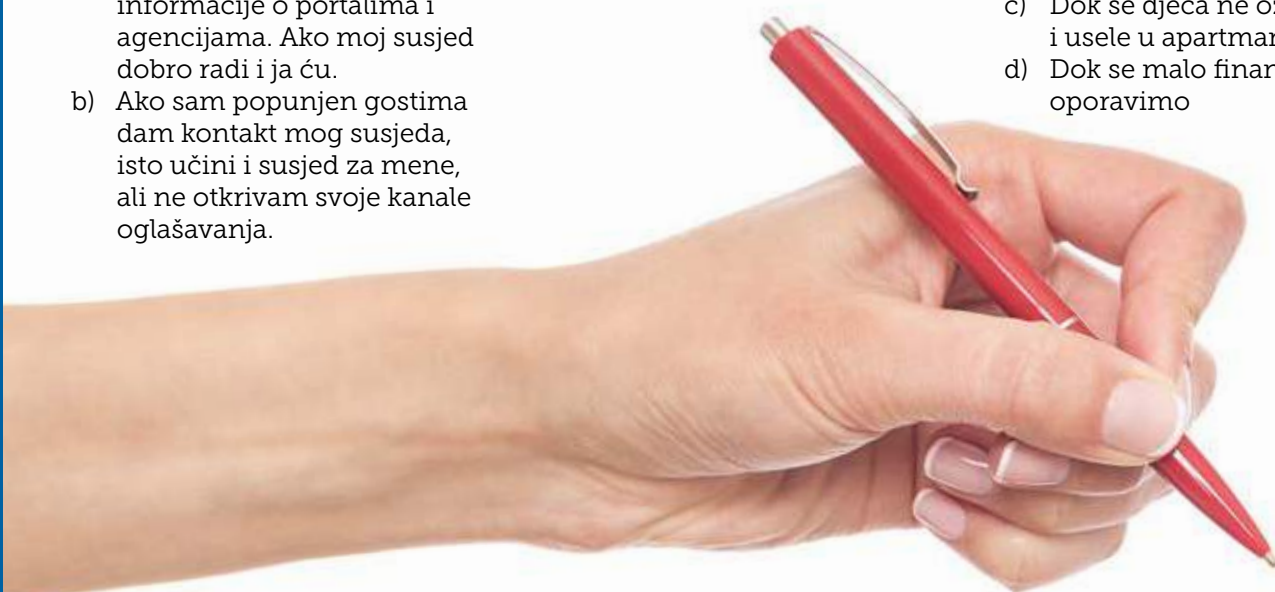 informacije o portalima i
agencijama. Ako moj susjed
dobro radi i ja ću.
b) Ako sam popunjen gostima
dam kontakt mog susjeda,
isto učini i susjed za mene,
ali ne otkrivam svoje kanale
oglašavanja.
c) Dok se djeca ne
i usele u
d) Dok se malo finan
oporavimo